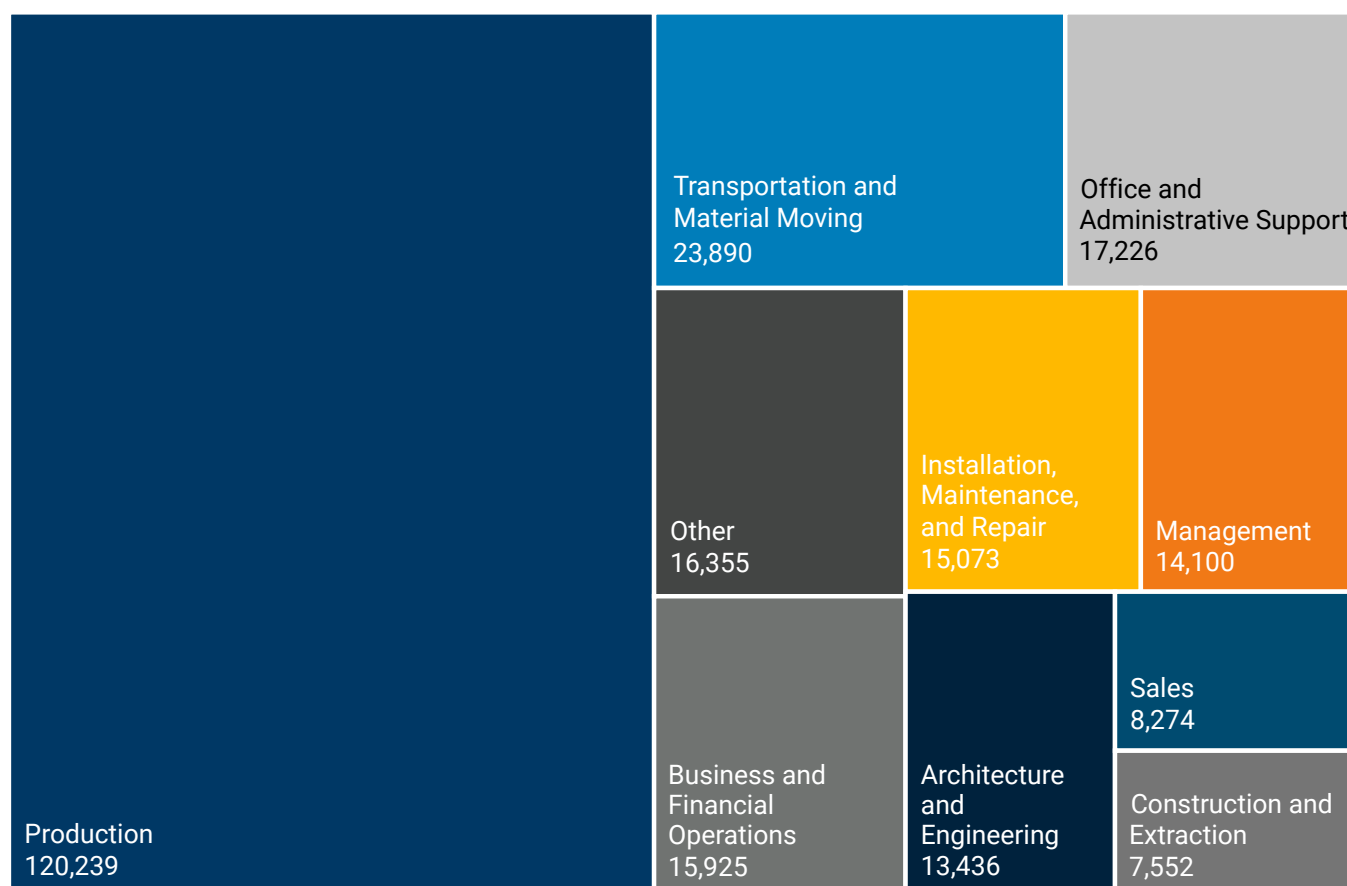 Production
120,239
Transportation and
Material Moving
23,890
Office and
Administrative Support
17,226
Other
16,355
Installation,
Maintenance,
and Repair
15,073
Management
14,100
Business and
Financial
Operations
15,925
Architecture
and
Engineering
13,436
Sales
8,274
Construction and
Extraction
7,552